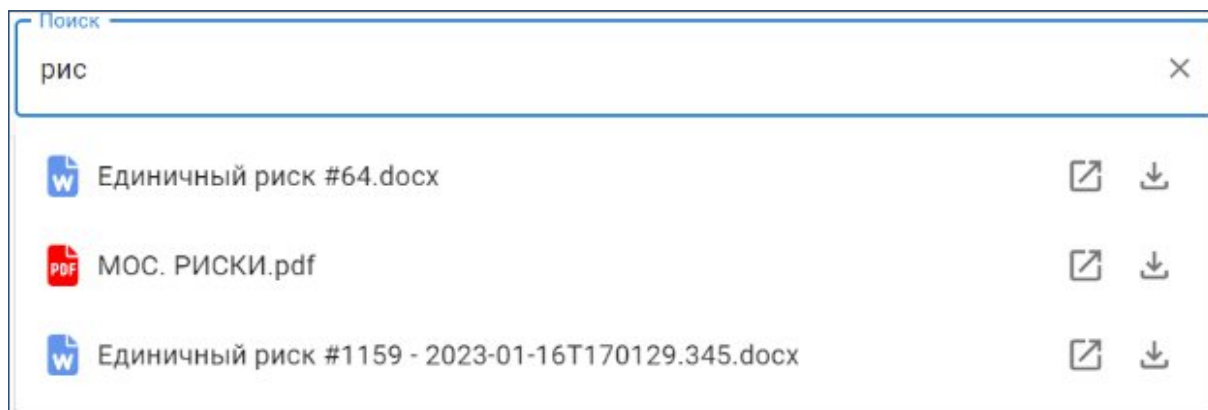 Поиск
рис
Единичный риск #64.docx
МОС. РИСКИ.pdf
Единичный риск #1159 - 2023-01-16T170129.345.docx